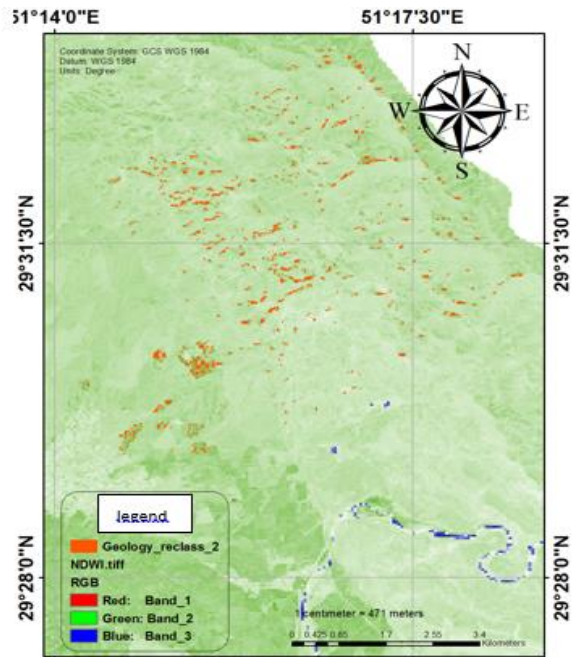 51°14'0"E
51°17'30"E
Coordinate System: GCS WGS 1984
Datum: WGS 1984
Units: Degree
N
W
E
S
29°31'30"N
29°31'30"N
legend
Geology_reclass_2
NDWI.tiff
RGB
Red: Band_1
Green: Band_2
Blue: Band_3
29°28'0"N
29°28'0"N
1 centmeter = 471 meters
0 0.425 0.85 1.7 2.55 3.4
Kilometers